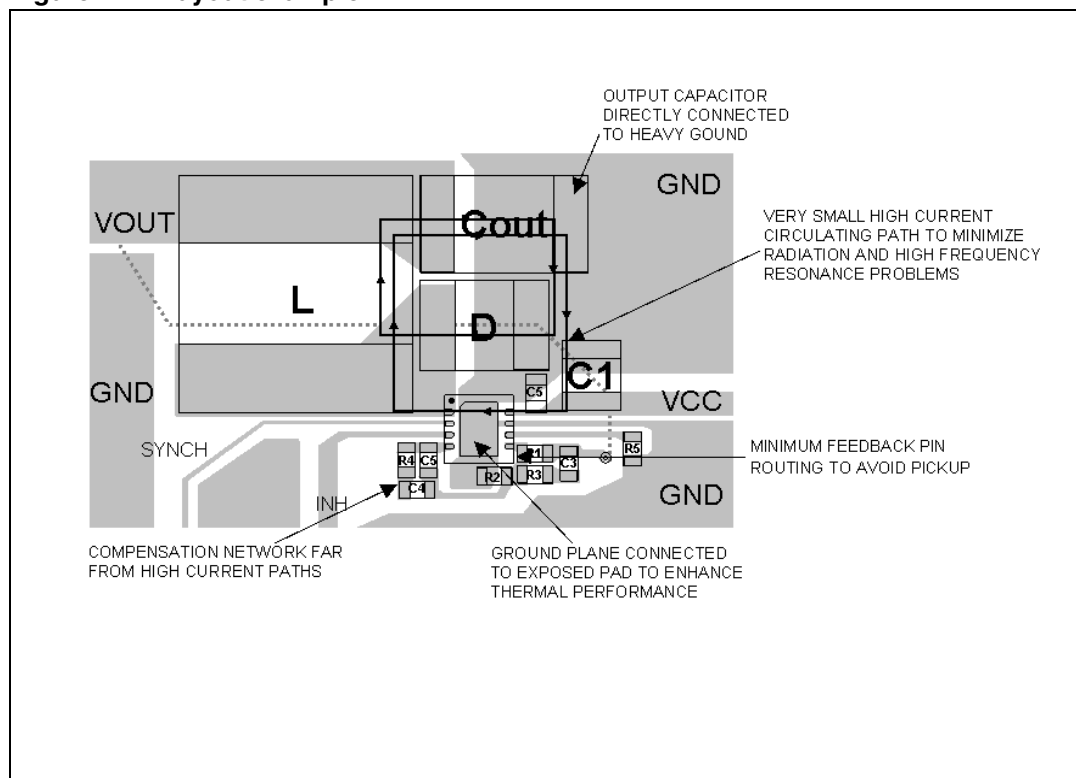 OUTPUT CAPACITOR
DIRECTLY CONNECTED
TO HEAVY GOUND
GND
VOUT
Cout
VERY SMALL HIGH CURRENT
CIRCULATING PATH TO MINIMIZE
RADIATION AND HIGH FREQUENCY
RESONANCE PROBLEMS
L
D
C1
GND
C5
VCC
SYNCH
MINIMUM FEEDBACK PIN
ROUTING TO AVOID PICKUP
R4
C5
R1
C3
R5
R2
R3
C4
INH
GND
COMPENSATION NETWORK FAR
FROM HIGH CURRENT PATHS
GROUND PLANE CONNECTED
TO EXPOSED PAD TO ENHANCE
THERMAL PERFORMANCE